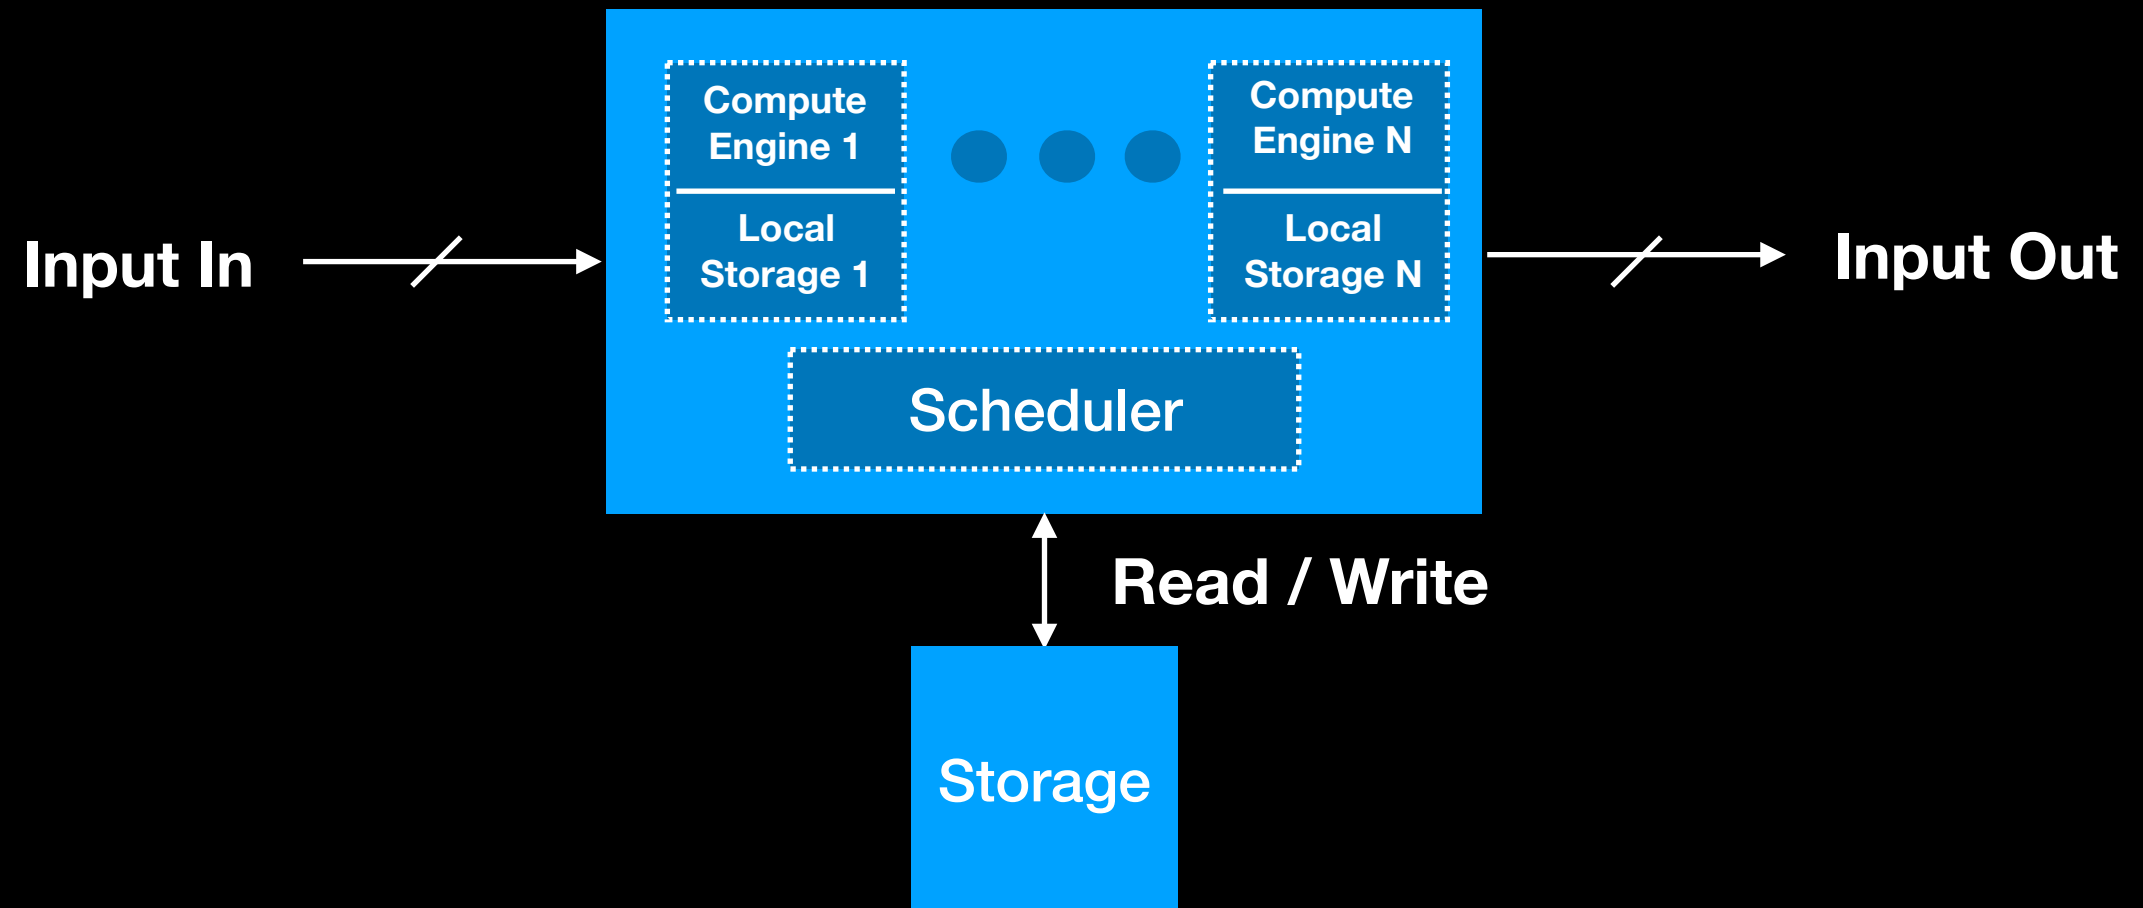 Input In
Compute
Engine 1
Local
Storage 1
Compute
Engine N
Local
Storage N
Scheduler
Input Out
Read / Write
Storage